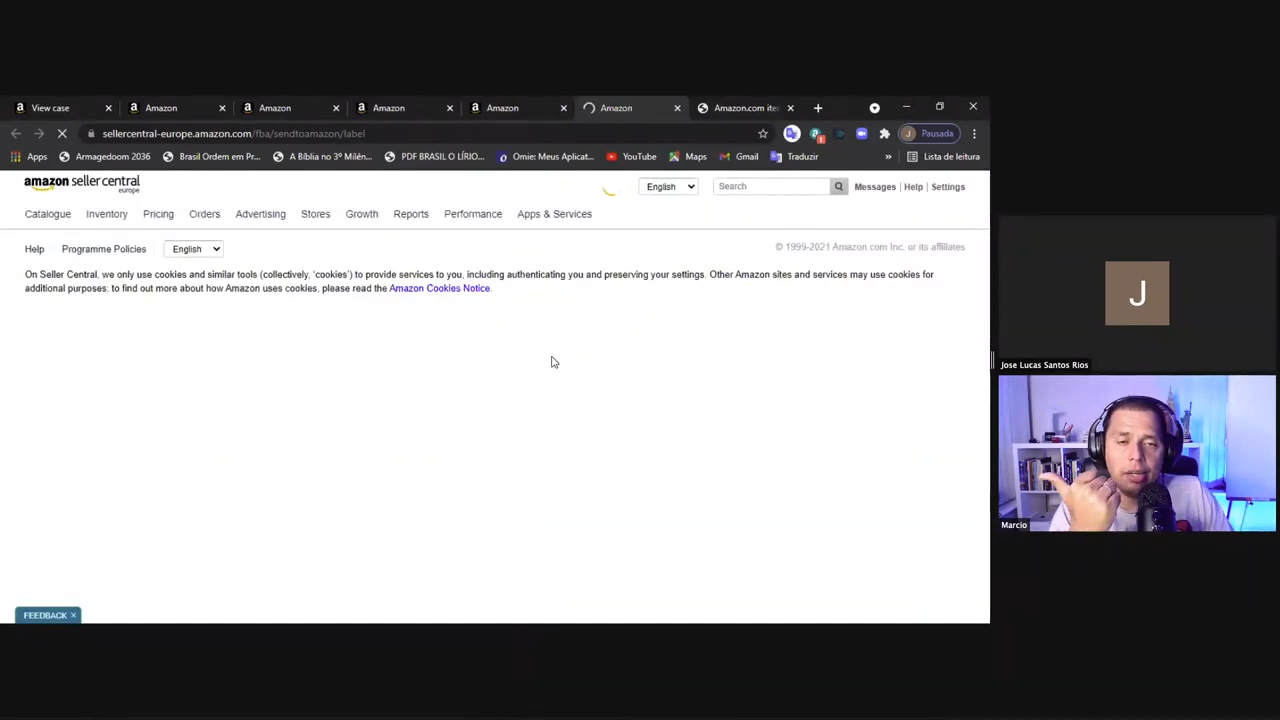 View case
Amazon
Amazon
Amazon
Amazon
Amazon
Amazon.com ite
sellercentral-europe.amazon.com/fba/sendtoamazon/label
J Pausada
Apps
Armagedoom 2036
Brasil Ordem em Pr...
A Bíblia no 3º Milên...
PDF BRASIL O LÍRIO...
Omie: Meus Aplicat...
YouTube
Maps
Gmail
Traduzir
»
Lista de leitura
amazon seller central
europe
English
Search
Messages | Help | Settings
Catalogue Inventory Pricing Orders Advertising Stores Growth Reports Performance Apps & Services
Help Programme Policies English
© 1999-2021 Amazon.com Inc. or its affiliates
On Seller Central, we only use cookies and similar tools (collectively, 'cookies') to provide services to you, including authenticating you and preserving your settings. Other Amazon sites and services may use cookies for
additional purposes: to find out more about how Amazon uses cookies, please read the Amazon Cookies Notice.
J
Jose Lucas Santos Rios
Marcio
FEEDBACK ×